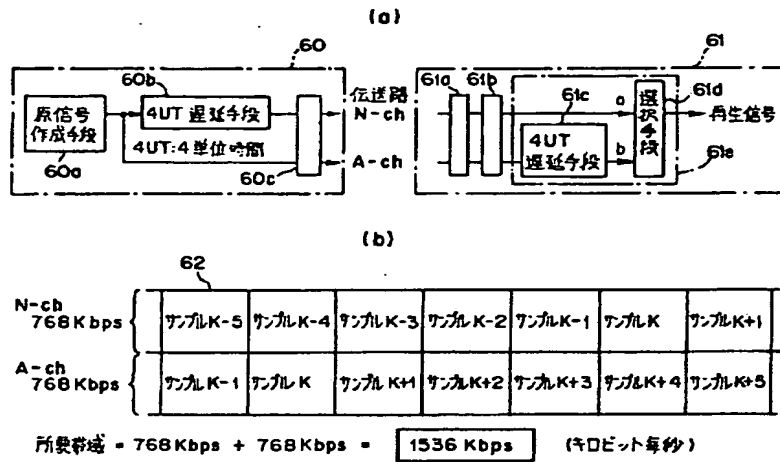 (a)
60
61
60b
伝送路
61a
61b
61c
61d
原信号
作成手段
4UT 遅延手段
N-ch
a
4UT
遅延手段
選択手段
再生信号
4UT:4単位時間
A-ch
b
60a
60c
61e
(b)
62
N-ch
768Kbps
サンプルK-5 サンプルK-4 サンプルK-3 サンプルK-2 サンプルK-1 サンプルK サンプルK+1
A-ch
768Kbps
サンプルK-1 サンプルK サンプルK+1 サンプルK+2 サンプルK+3 サンプルK+4 サンプルK+5
所要帯域 = 768Kbps + 768Kbps = 1536 Kbps (キロビット毎秒)